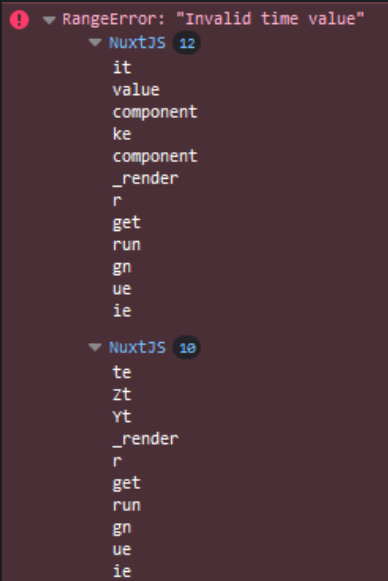 RangeError: "Invalid time value"
NuxtJS 12
it
value
component
ke
component
_render
r
get
run
gn
ue
ie
NuxtJS 10
te
Zt
Yt
_render
r
get
run
gn
ue
ie